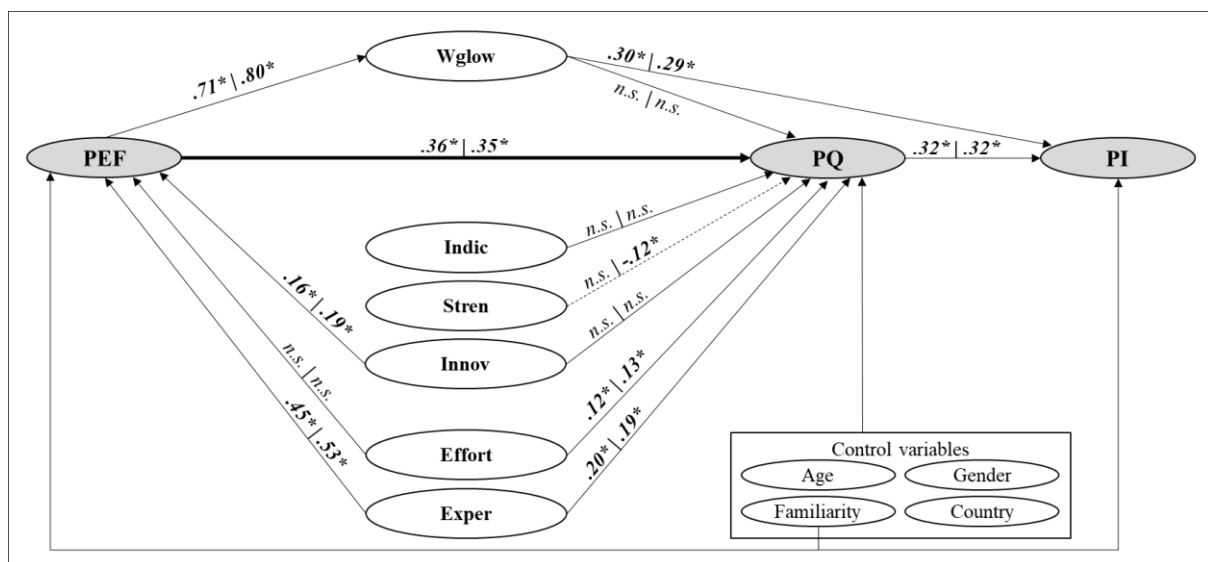 Wglow
.71* | .80*
.30* | .29*
n.s. | n.s.
PEF
.36* | .35*
PQ
.32* | .32*
PI
Indic
n.s. | n.s.
Stren
n.s. | -.12*
Innov
.16* | .19*
n.s. | n.s.
n.s. | n.s.
Effort
.12* | .13*
.45* | .53*
Exper
.20* | .19*
Control variables
Age
Gender
Familiarity
Country